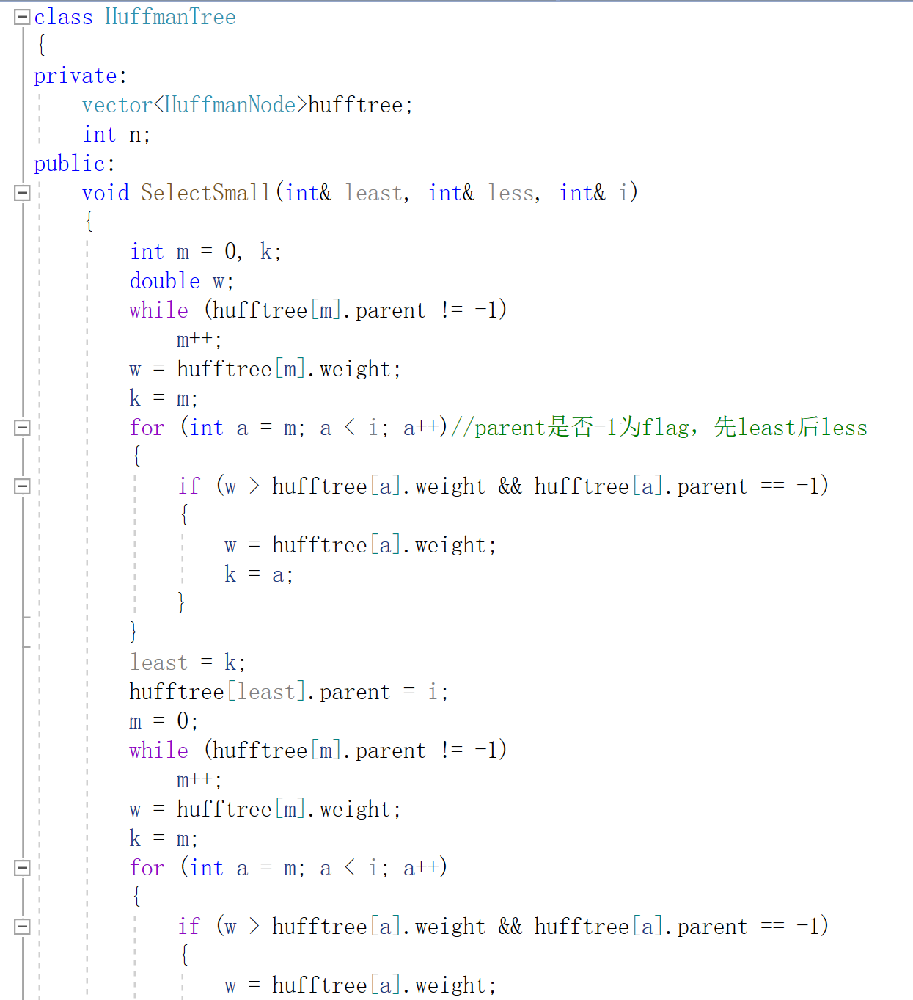 class HuffmanTree
{
private:
    vector<HuffmanNode>hufftree;
    int n;
public:
    void SelectSmall(int& least, int& less, int& i)
    {
        int m = 0, k;
        double w;
        while (hufftree[m].parent != -1)
            m++;
        w = hufftree[m].weight;
        k = m;
        for (int a = m; a < i; a++)//parent是否-1为flag，先least后less
        {
            if (w > hufftree[a].weight && hufftree[a].parent == -1)
            {
                w = hufftree[a].weight;
                k = a;
            }
        }
        least = k;
        hufftree[least].parent = i;
        m = 0;
        while (hufftree[m].parent != -1)
            m++;
        w = hufftree[m].weight;
        k = m;
        for (int a = m; a < i; a++)
        {
            if (w > hufftree[a].weight && hufftree[a].parent == -1)
            {
                w = hufftree[a].weight;